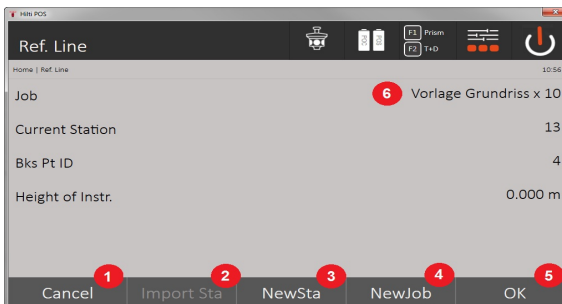 Hilti POS
Ref. Line
POS
POS
F1 Prism
F2 T+D
Home | Ref. Line 10:56
Job 6 Vorlage Grundriss x 10
Current Station 13
Bks Pt ID 4
Height of Instr. 0.000 m
1 2 3 4 5
Cancel Import Sta NewSta NewJob OK